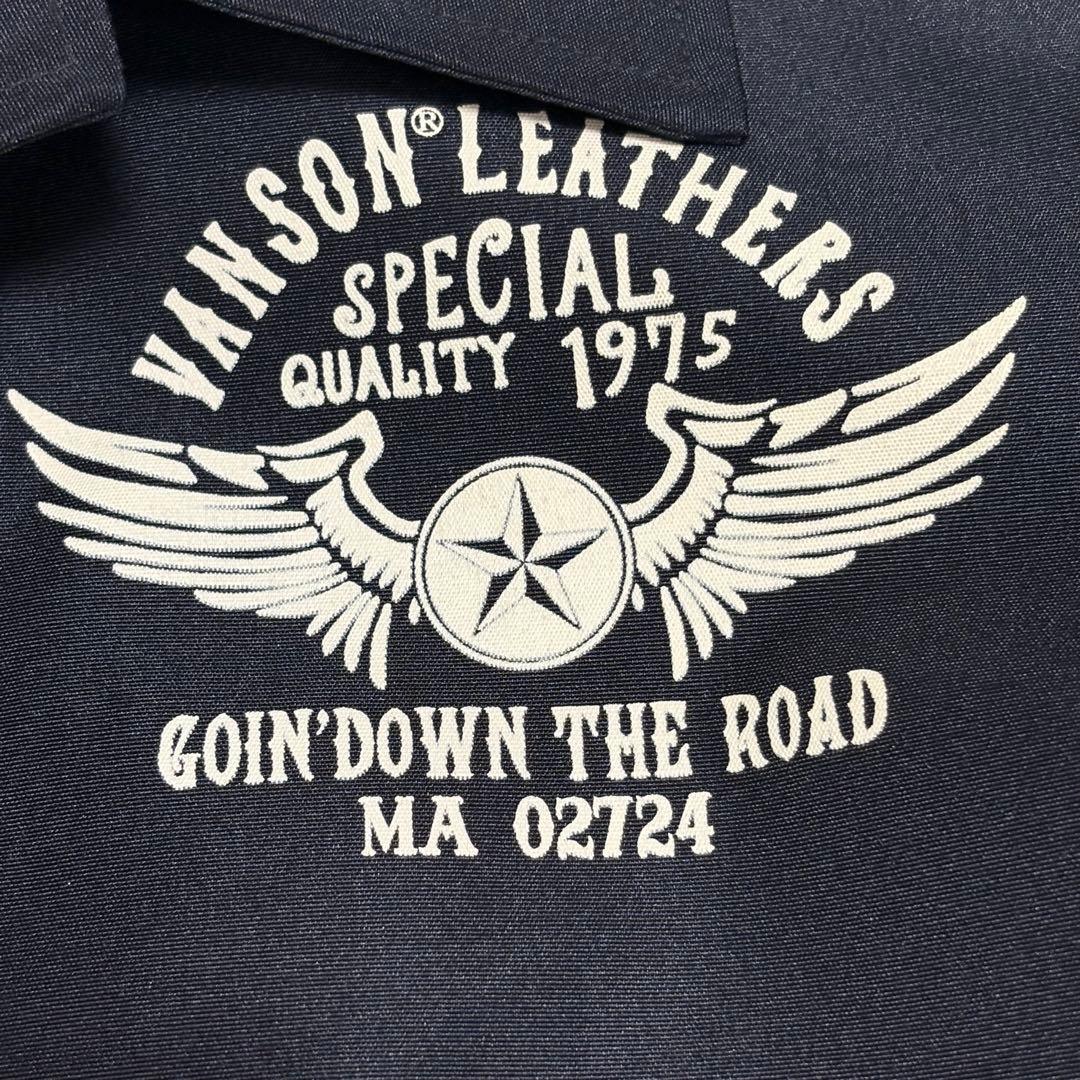 VANSON® LEATHERS
SPECIAL
QUALITY 1975
GOIN'DOWN THE ROAD
MA 02724